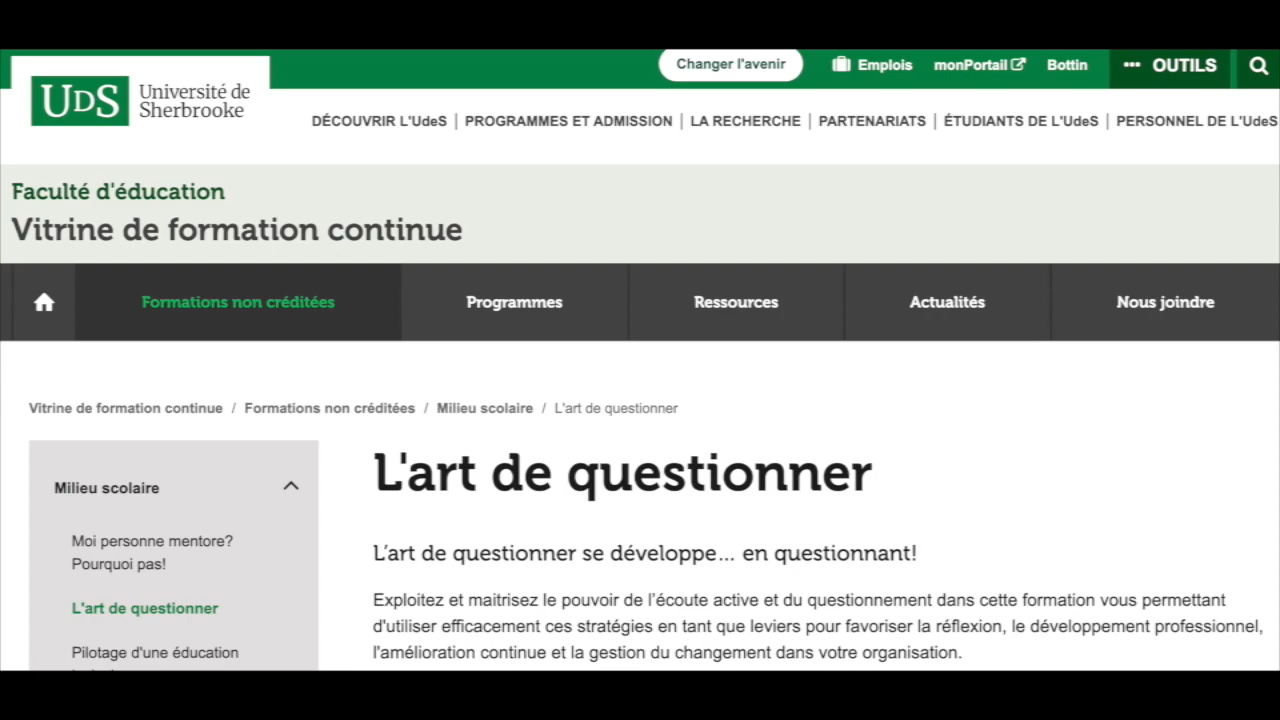 Changer l'avenir
Emplois
monPortail
Bottin
OUTILS
UDS
Université de
Sherbrooke
DÉCOUVRIR L'UdeS | PROGRAMMES ET ADMISSION | LA RECHERCHE | PARTENARIATS | ÉTUDIANTS DE L'UdeS | PERSONNEL DE L'UdeS
Faculté d'éducation
Vitrine de formation continue
Formations non créditées
Programmes
Ressources
Actualités
Nous joindre
Vitrine de formation continue / Formations non créditées / Milieu scolaire / L'art de questionner
Milieu scolaire
Moi personne mentore?
Pourquoi pas!
L'art de questionner
Pilotage d'une éducation
L'art de questionner
L'art de questionner se développe... en questionnant!
Exploitez et maitrisez le pouvoir de l'écoute active et du questionnement dans cette formation vous permettant
d'utiliser efficacement ces stratégies en tant que leviers pour favoriser la réflexion, le développement professionnel,
l'amélioration continue et la gestion du changement dans votre organisation.